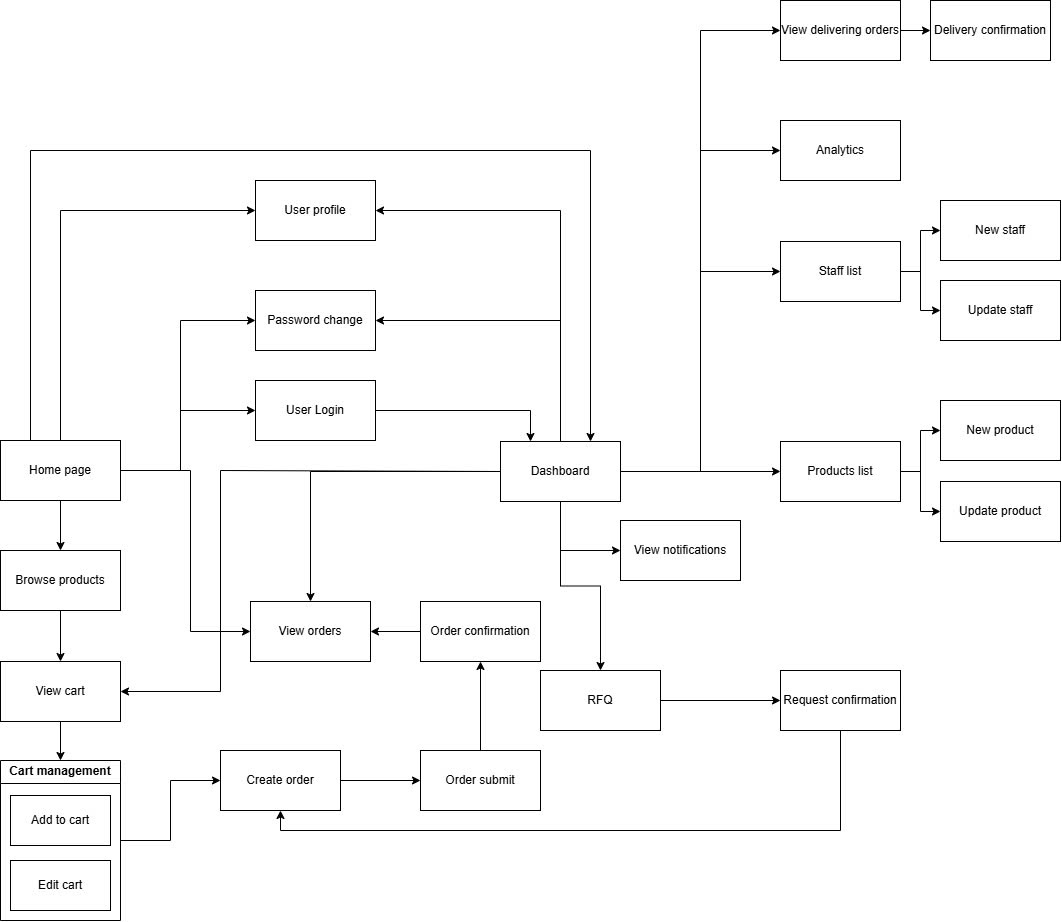 View delivering orders
Delivery confirmation
Analytics
User profile
New staff
Staff list
Password change
Update staff
User Login
New product
Home page
Dashboard
Products list
Update product
View notifications
Browse products
View orders
Order confirmation
View cart
RFQ
Request confirmation
Cart management
Create order
Order submit
Add to cart
Edit cart